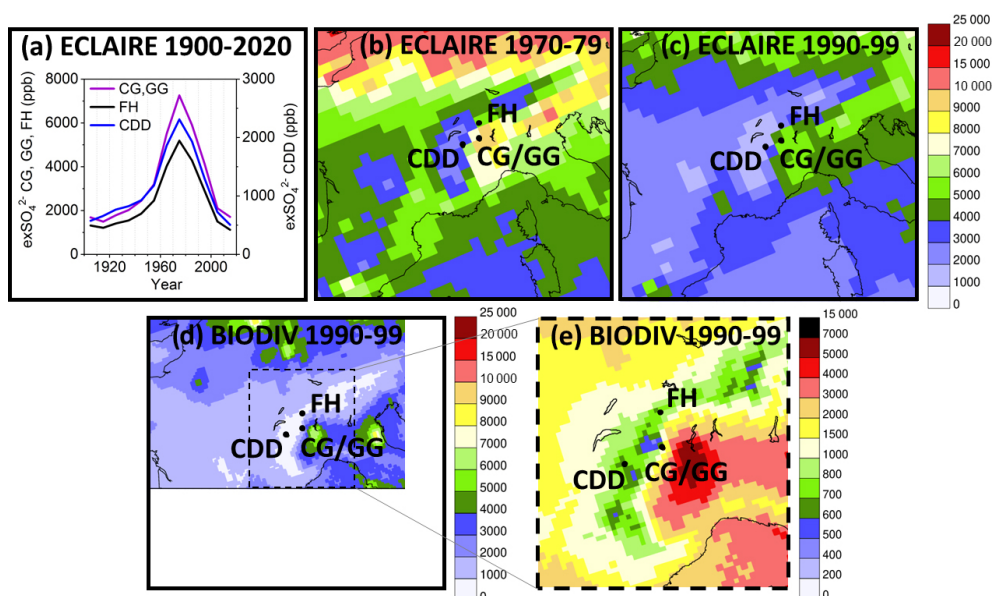 (a) ECLAIRE 1900-2020
8000
6000
4000
2000
0
exSO₄²⁻ CG, GG, FH (ppb)
CG,GG
FH
CDD
3000
2000
1000
0
exSO₄²⁻ CDD (ppb)
1920
1960
2000
Year
(b) ECLAIRE 1970-79
FH
CDD
CG/GG
(c) ECLAIRE 1990-99
FH
CDD
CG/GG
25 000
20 000
15 000
10 000
9000
8000
7000
6000
5000
4000
3000
2000
1000
0
(d) BIODIV 1990-99
FH
CDD
CG/GG
25 000
20 000
15 000
10 000
9000
8000
7000
6000
5000
4000
3000
2000
1000
0
(e) BIODIV 1990-99
FH
CDD
CG/GG
15 000
7000
5000
4000
3000
2000
1500
1000
800
700
600
500
400
200
0